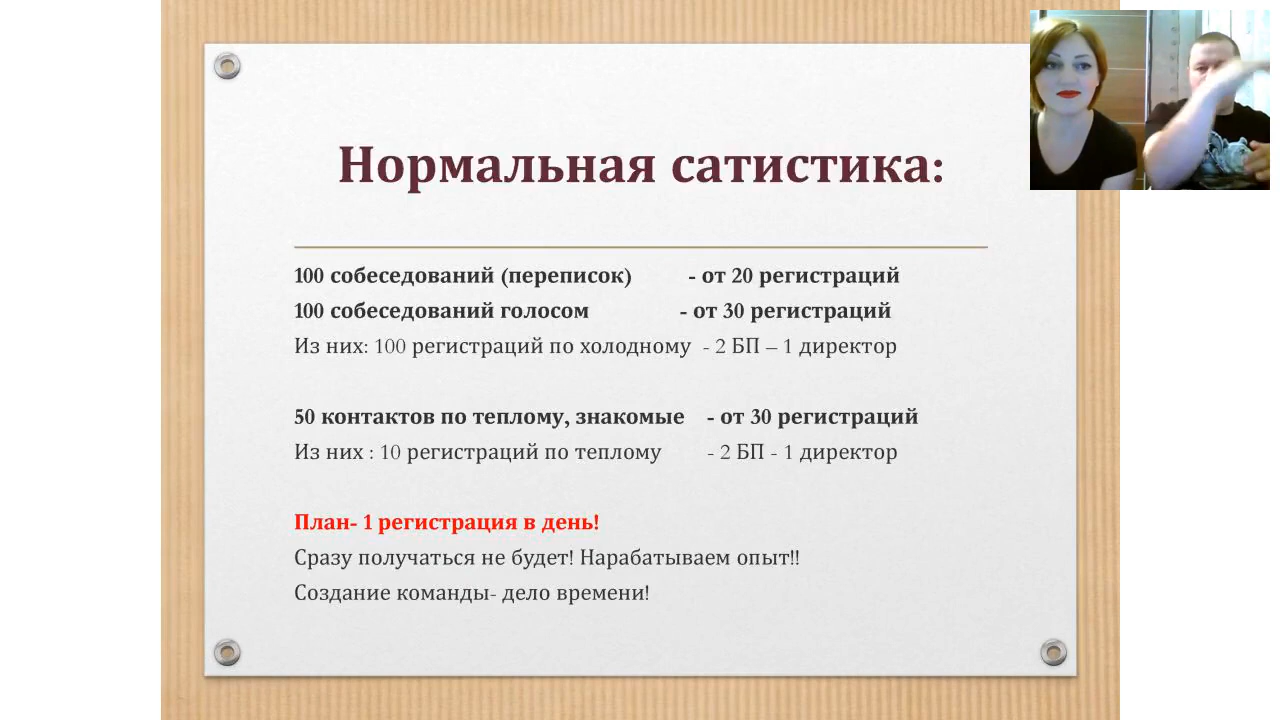 Нормальная сатистика:
100 собеседований (переписок) - от 20 регистраций
100 собеседований голосом - от 30 регистраций
Из них: 100 регистраций по холодному - 2 БП – 1 директор
50 контактов по теплому, знакомые - от 30 регистраций
Из них : 10 регистраций по теплому - 2 БП - 1 директор
План- 1 регистрация в день!
Сразу получаться не будет! Нарабатываем опыт!!
Создание команды- дело времени!